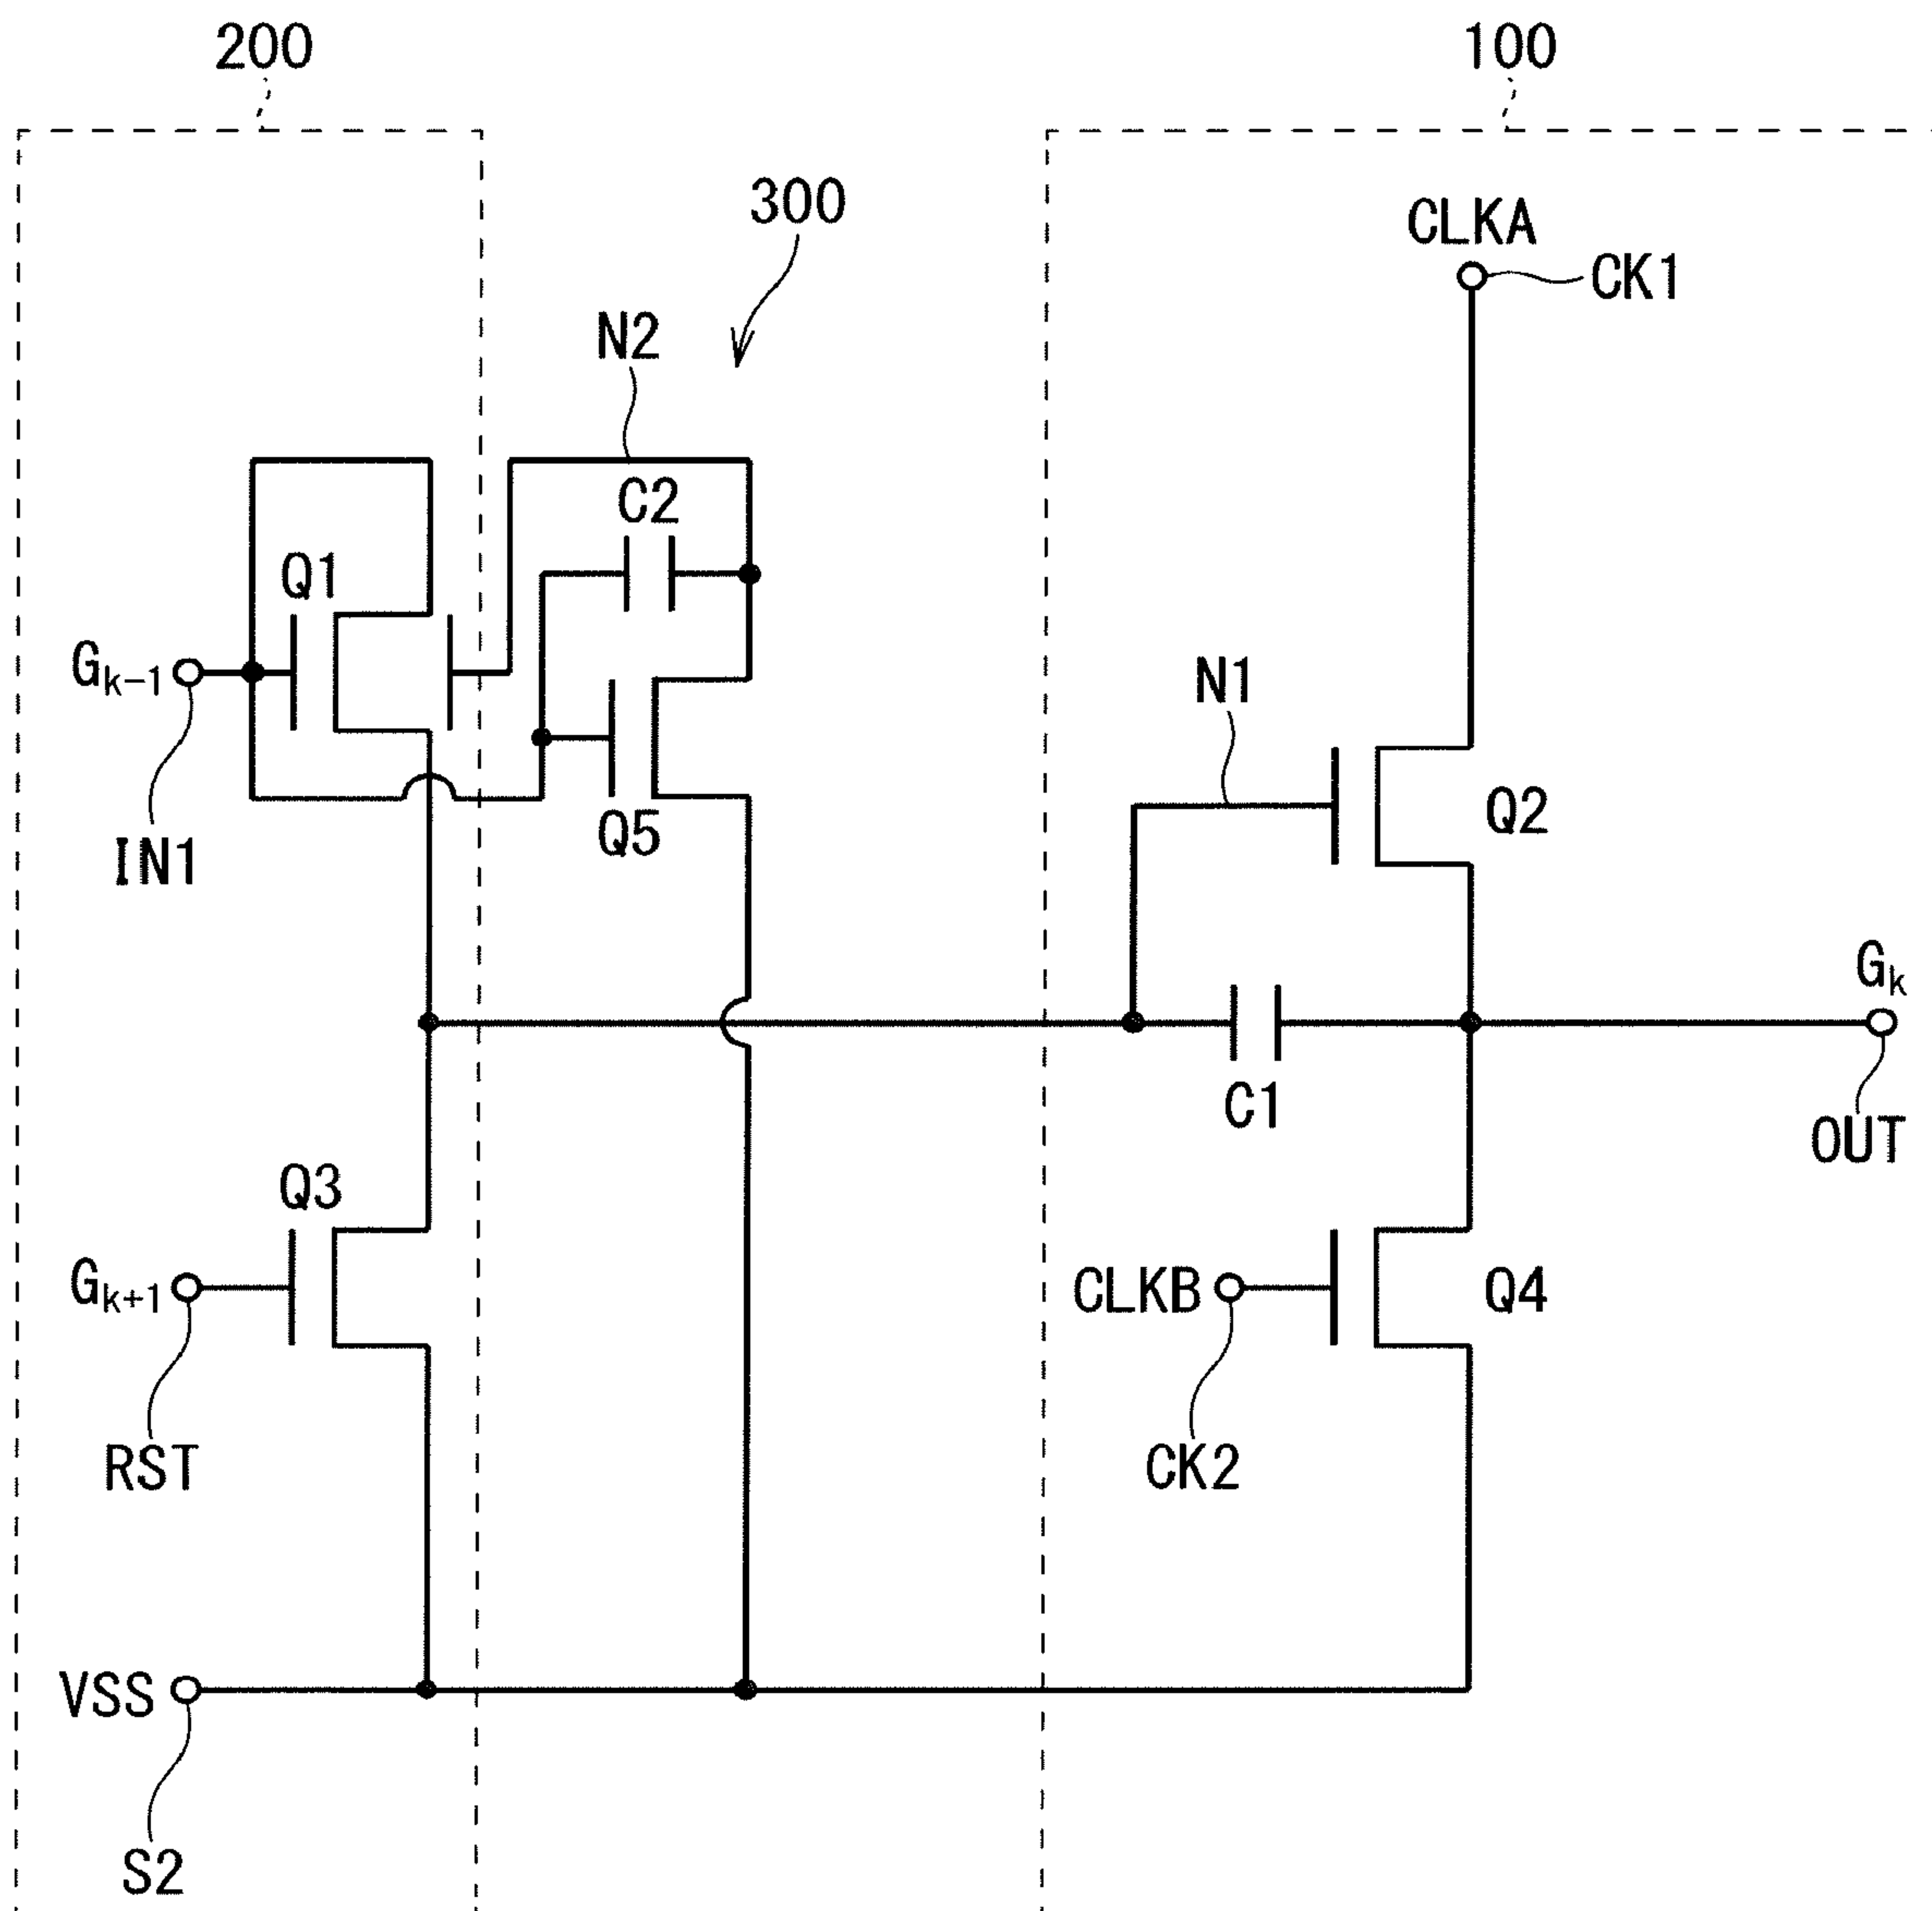 200
100
300
CLKA
CK1
N2
C2
Q1
Gk-1
N1
Q2
IN1
Q5
Gk
C1
OUT
Q3
Gk+1
CLKB
Q4
RST
CK2
VSS
S2